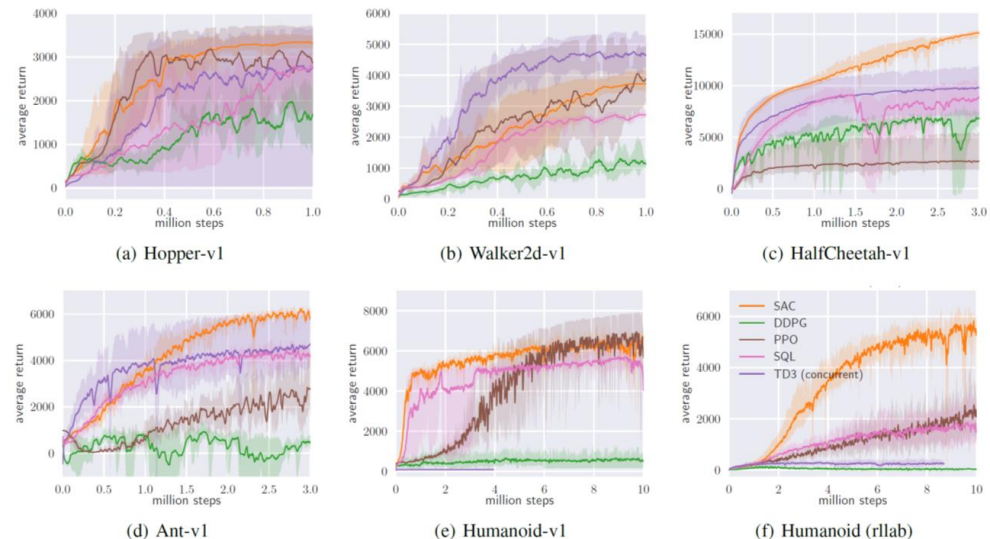 4000
3000
2000
1000
0
average return
0.0 0.2 0.4 0.6 0.8 1.0
million steps
(a) Hopper-v1
6000
5000
4000
3000
2000
1000
0
average return
0.0 0.2 0.4 0.6 0.8 1.0
million steps
(b) Walker2d-v1
15000
10000
5000
0
average return
0.0 0.5 1.0 1.5 2.0 2.5 3.0
million steps
(c) HalfCheetah-v1
6000
4000
2000
0
average return
0.0 0.5 1.0 1.5 2.0 2.5 3.0
million steps
(d) Ant-v1
8000
6000
4000
2000
0
average return
0 2 4 6 8 10
million steps
(e) Humanoid-v1
6000
4000
2000
0
average return
SAC
DDPG
PPO
SQL
TD3 (concurrent)
0 2 4 6 8 10
million steps
(f) Humanoid (rllab)